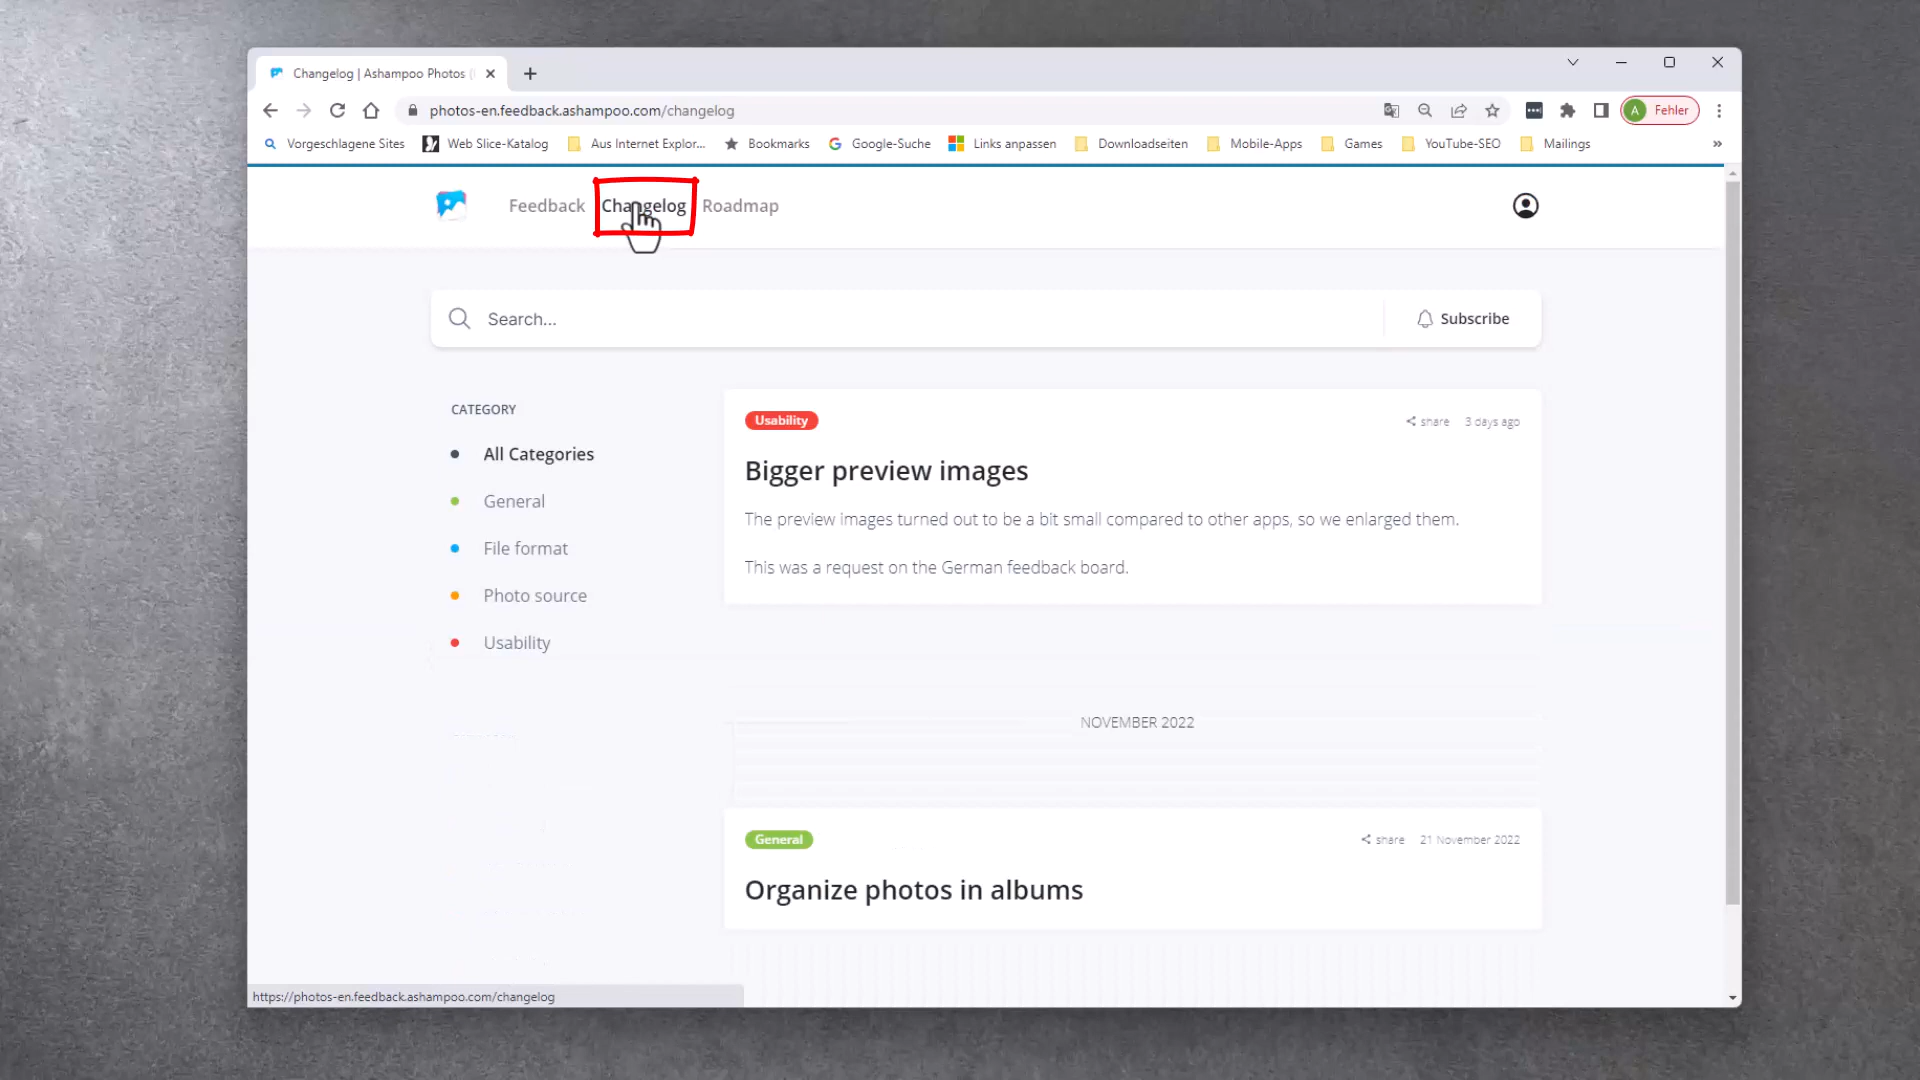 Changelog | Ashampoo Photos (
photos-en.feedback.ashampoo.com/changelog
A Fehler
Vorgeschlagene Sites Web Slice-Katalog Aus Internet Explor... Bookmarks Google-Suche Links anpassen Downloadseiten Mobile-Apps Games YouTube-SEO Mailings »
Feedback Changelog Roadmap
Search... Subscribe
CATEGORY
All Categories
General
File format
Photo source
Usability
Usability share 3 days ago
Bigger preview images
The preview images turned out to be a bit small compared to other apps, so we enlarged them.
This was a request on the German feedback board.
NOVEMBER 2022
General share 21 November 2022
Organize photos in albums
https://photos-en.feedback.ashampoo.com/changelog